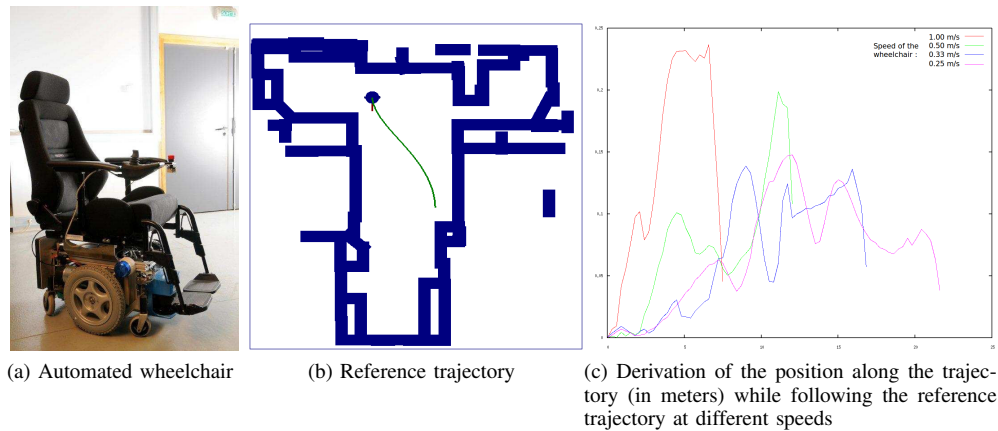 0,25
0,2
0,15
0,1
0,05
0
0
5
10
15
20
25
Speed of the
wheelchair :
1.00 m/s
0.50 m/s
0.33 m/s
0.25 m/s
(a) Automated wheelchair
(b) Reference trajectory
(c) Derivation of the position along the trajec-
tory (in meters) while following the reference
trajectory at different speeds